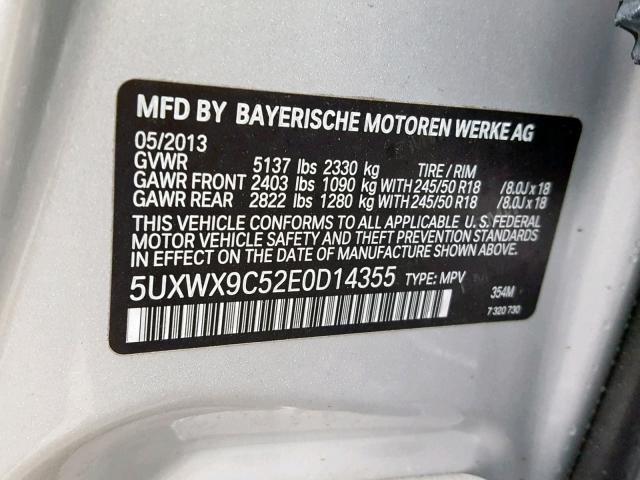 MFD BY BAYERISCHE MOTOREN WERKE AG
05/2013
GVWR 5137 lbs 2330 kg TIRE / RIM
GAWR FRONT 2403 lbs 1090 kg WITH 245/50 R18 /8.0J x 18
GAWR REAR 2822 lbs 1280 kg WITH 245/50 R18 /8.0J x 18
THIS VEHICLE CONFORMS TO ALL APPLICABLE U.S. FEDERAL
MOTOR VEHICLE SAFETY AND THEFT PREVENTION STANDARDS
IN EFFECT ON THE DATE OF MANUFACTURE SHOWN ABOVE.
5UXWX9C52E0D14355 TYPE: MPV
354M
7 320 730